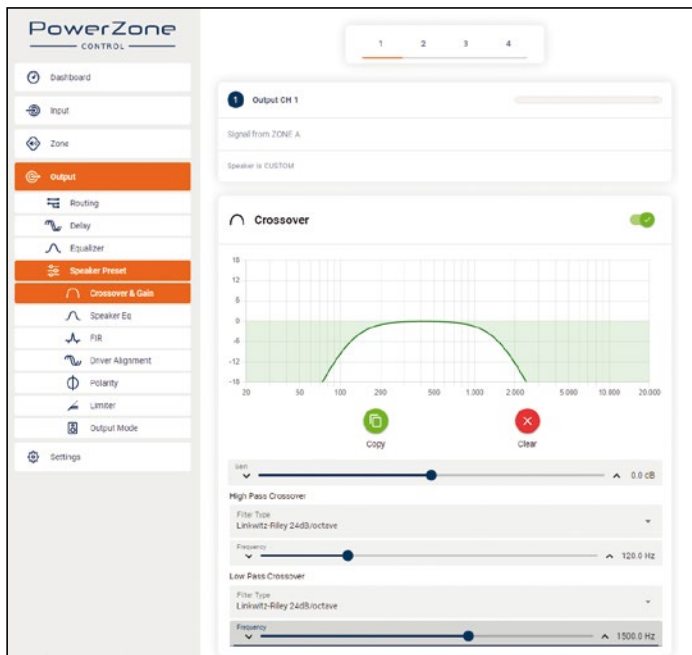 PowerZone
CONTROL
Dashboard
Input
Zone
Output
Routing
Delay
Equalizer
Speaker Preset
Crossover & Gain
Speaker Eq
FIR
Driver Alignment
Polarity
Limiter
Output Mode
Settings
1 2 3 4
1 Output CH 1
Signal from ZONE A
Speaker is CUSTOM
Crossover
18
12
6
0
-6
-12
-18
20 50 100 200 500 1.000 2.000 5.000 10.000 20.000
Copy Clear
Gain
0.0 dB
High Pass Crossover
Filter Type
Linkwitz-Riley 24dB/octave
Frequency
120.0 Hz
Low Pass Crossover
Filter Type
Linkwitz-Riley 24dB/octave
Frequency
1500.0 Hz